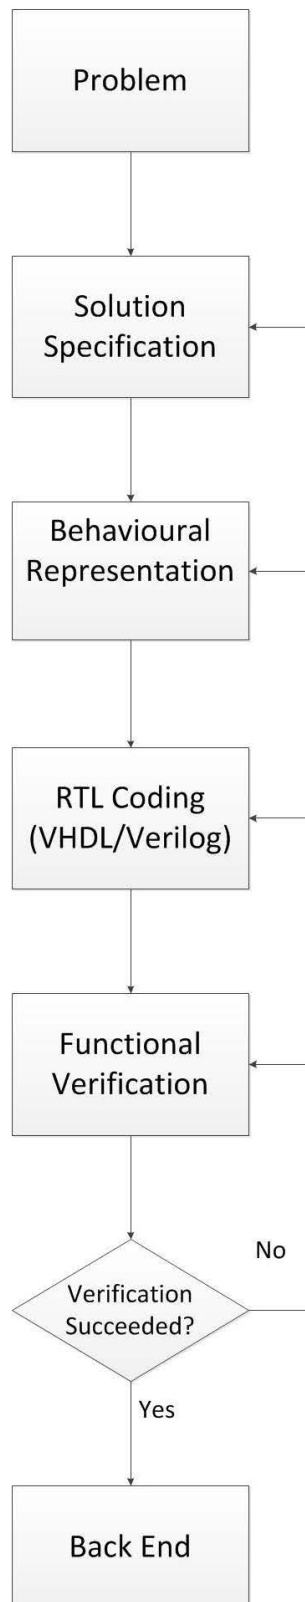 Problem
Solution
Specification
Behavioural
Representation
RTL Coding
(VHDL/Verilog)
Functional
Verification
No
Verification
Succeeded?
Yes
Back End